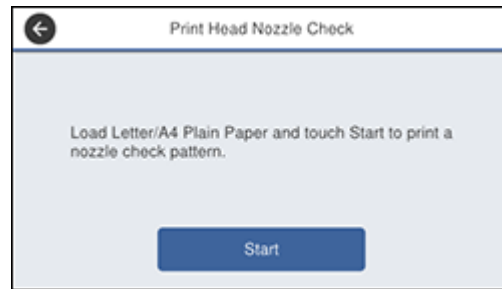 Print Head Nozzle Check
Load Letter/A4 Plain Paper and touch Start to print a
nozzle check pattern.
Start